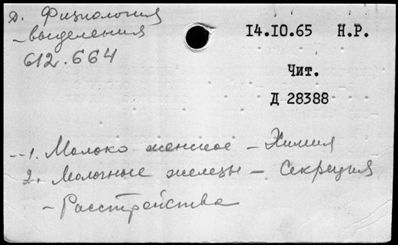 Д. Физиология
- выделения
612.664
14.10.65 Н.Р.
Чит.
Д 28388
-- 1. Молоко женское - Химия
2. Молочные железы - Секреция
- Расстройства